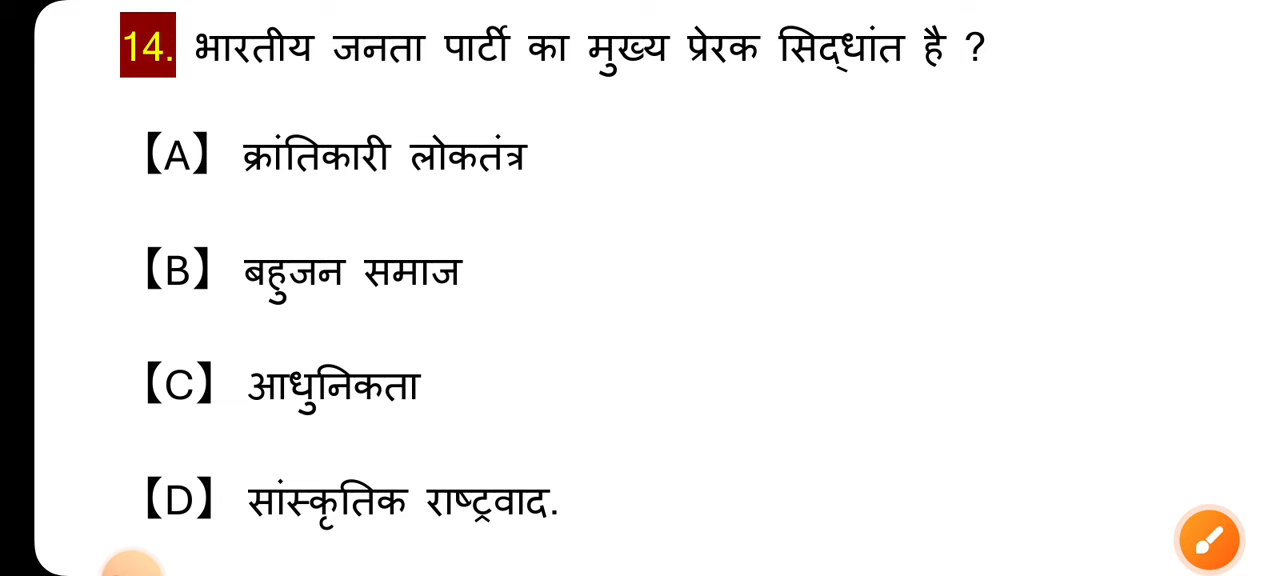 14. भारतीय जनता पार्टी का मुख्य प्रेरक सिद्धांत है ?
【A】 क्रांतिकारी लोकतंत्र
【B】 बहुजन समाज
【C】 आधुनिकता
【D】 सांस्कृतिक राष्ट्रवाद.